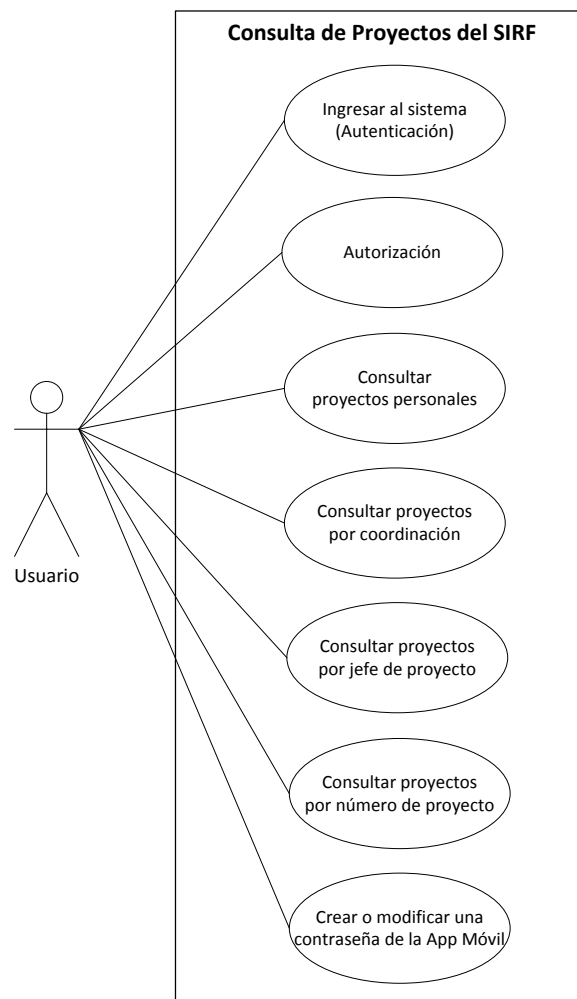 Consulta de Proyectos del SIRF
Ingresar al sistema
(Autenticación)
Autorización
Consultar
proyectos personales
Consultar proyectos
por coordinación
Usuario
Consultar proyectos
por jefe de proyecto
Consultar proyectos
por número de proyecto
Crear o modificar una
contraseña de la App Móvil